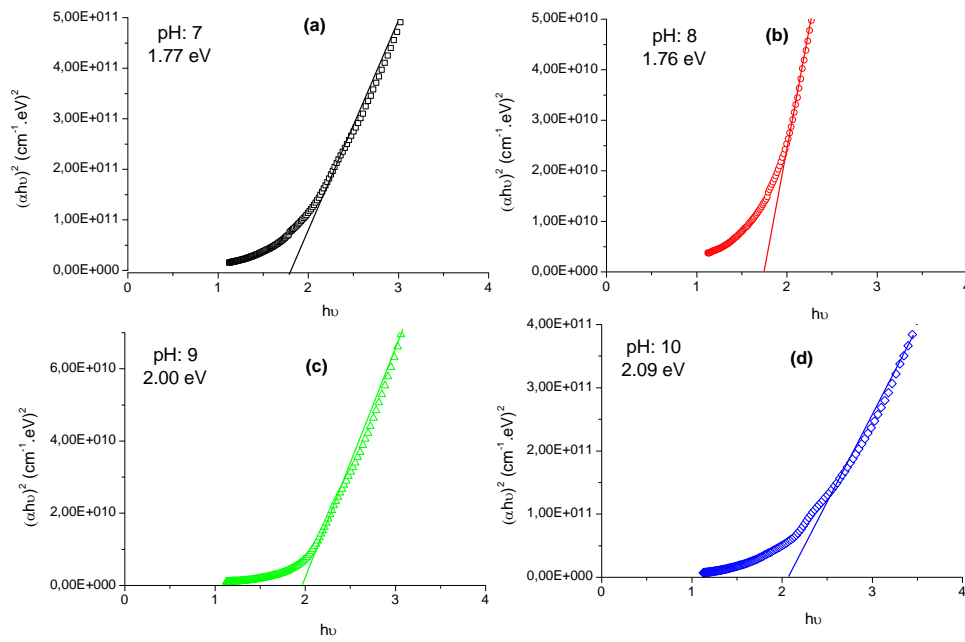 (a)
pH: 7
1.77 eV
5,00E+011
4,00E+011
3,00E+011
2,00E+011
1,00E+011
0,00E+000
(αhυ)² (cm⁻¹.eV)²
0 1 2 3 4
hυ
(b)
pH: 8
1.76 eV
5,00E+010
4,00E+010
3,00E+010
2,00E+010
1,00E+010
0,00E+000
(αhυ)² (cm⁻¹.eV)²
0 1 2 3 4
hυ
(c)
pH: 9
2.00 eV
6,00E+010
4,00E+010
2,00E+010
0,00E+000
(αhυ)² (cm⁻¹.eV)²
0 1 2 3 4
hυ
(d)
pH: 10
2.09 eV
4,00E+011
3,00E+011
2,00E+011
1,00E+011
0,00E+000
(αhυ)² (cm⁻¹.eV)²
0 1 2 3 4
hυ